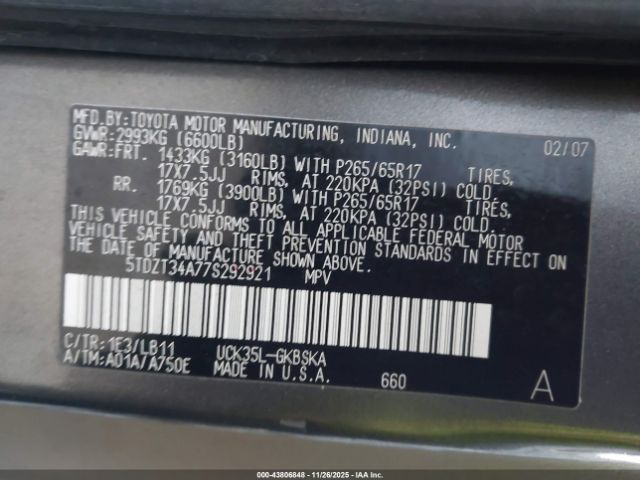 MFD.BY:TOYOTA MOTOR MANUFACTURING, INDIANA, INC. 02/07
GVWR:2993KG (6600LB)
GAWR:FRT. 1433KG (3160LB) WITH P265/65R17 TIRES,
17X7.5JJ RIMS, AT 220KPA (32PSI) COLD.
RR. 1769KG (3900LB) WITH P265/65R17 TIRES,
17X7.5JJ RIMS, AT 220KPA (32PSI) COLD.
THIS VEHICLE CONFORMS TO ALL APPLICABLE FEDERAL MOTOR
VEHICLE SAFETY AND THEFT PREVENTION STANDARDS IN EFFECT ON
THE DATE OF MANUFACTURE SHOWN ABOVE.
5TDZT34A77S292921 MPV
C/TR:1E3/LB11 UCK35L-GKBSKA
A/TM:A01A/A750E MADE IN U.S.A. 660 A
000-43806848 - 11/26/2025 - IAAI.com